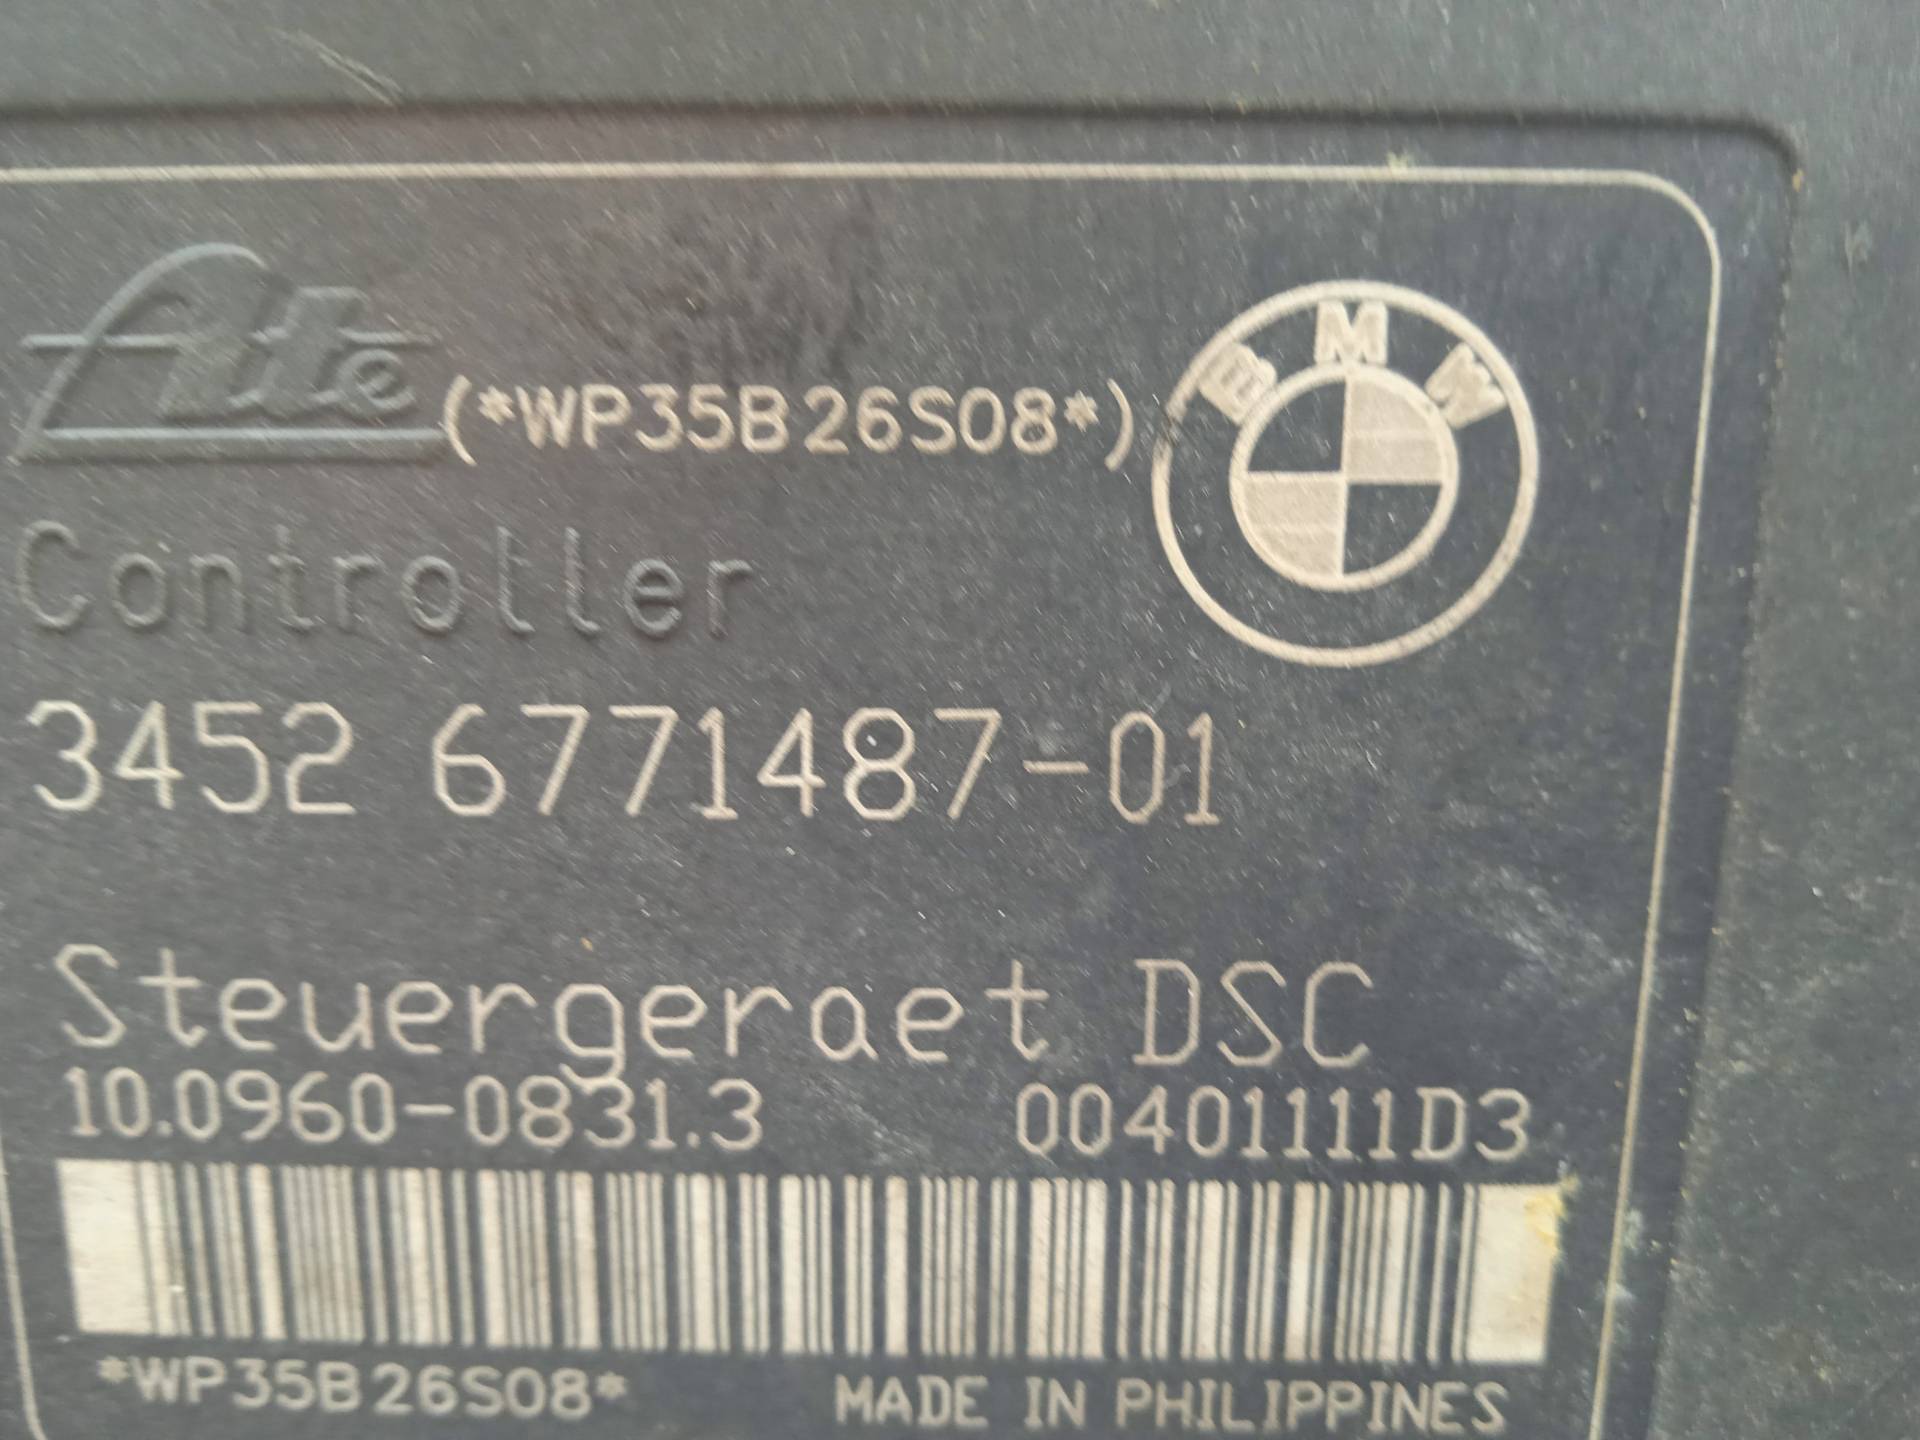 Ate
(*WP35B26S08*)
BMW
Controller
3452 6771487-01
Steuergeraet DSC
10.0960-0831.3 00401111D3
*WP35B26S08* MADE IN PHILIPPINES